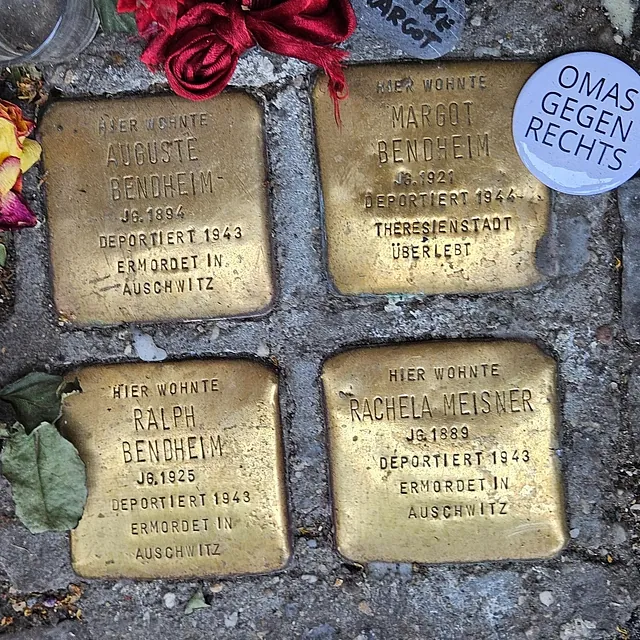 HIER WOHNTE
AUGUSTE
BENDHEIM
JG.1894
DEPORTIERT 1943
ERMORDET IN
AUSCHWITZ
HIER WOHNTE
MARGOT
BENDHEIM
JG.1921
DEPORTIERT 1944
THERESIENSTADT
ÜBERLEBT
HIER WOHNTE
RALPH
BENDHEIM
JG.1925
DEPORTIERT 1943
ERMORDET IN
AUSCHWITZ
HIER WOHNTE
RACHELA MEISNER
JG.1889
DEPORTIERT 1943
ERMORDET IN
AUSCHWITZ
MARGOT
OMAS
GEGEN
RECHTS